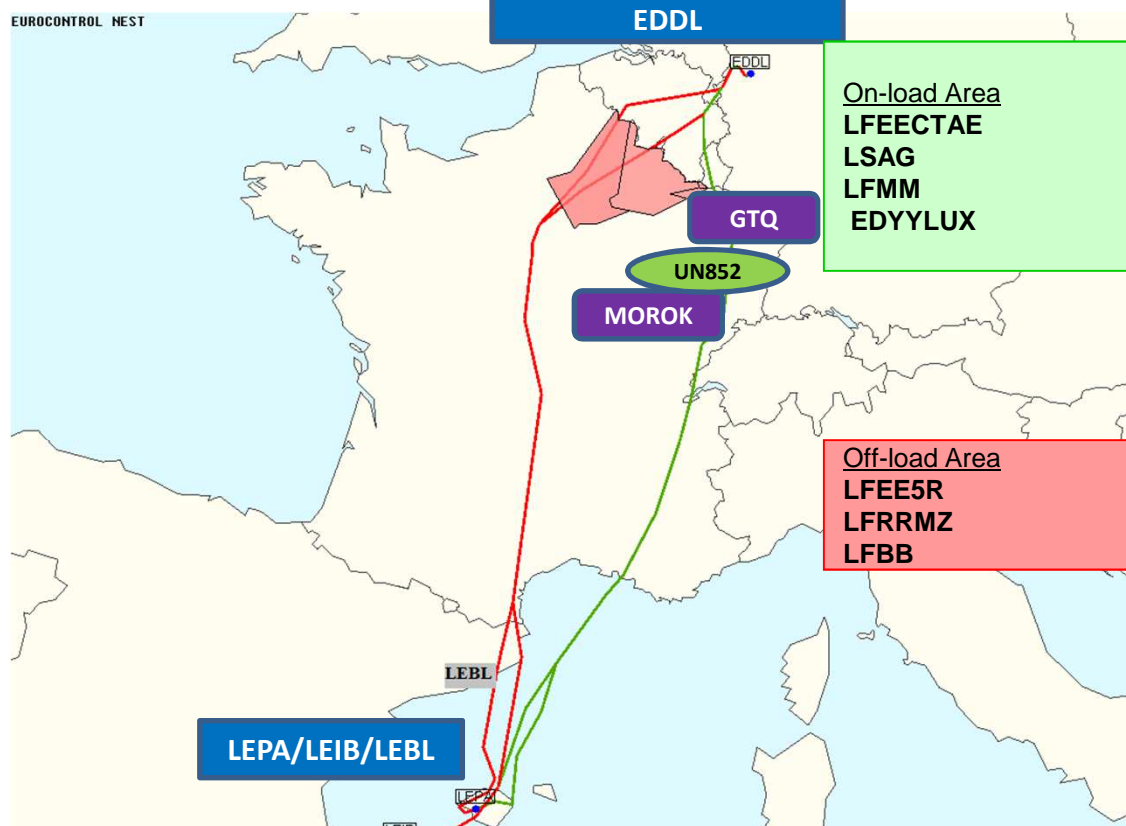 EUROCONTROL NEST
EDDL
EDDL
On-load Area
LFEECTAE
LSAG
LFMM
EDYYLUX
GTQ
UN852
MOROK
Off-load Area
LFEE5R
LFRRMZ
LFBB
LEBL
LEPA/LEIB/LEBL
LEPA